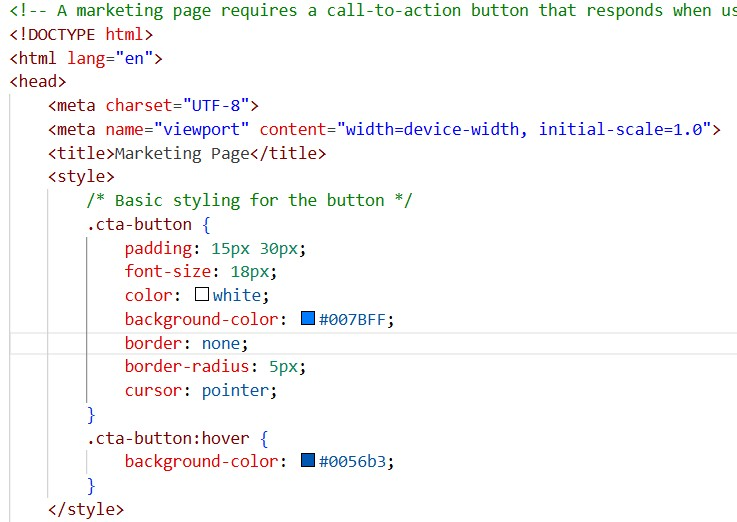 <!-- A marketing page requires a call-to-action button that responds when
<!DOCTYPE html>
<html lang="en">
<head>
    <meta charset="UTF-8">
    <meta name="viewport" content="width=device-width, initial-scale=1.0">
    <title>Marketing Page</title>
    <style>
        /* Basic styling for the button */
        .cta-button {
            padding: 15px 30px;
            font-size: 18px;
            color: white;
            background-color: #007BFF;
            border: none;
            border-radius: 5px;
            cursor: pointer;
        }
        .cta-button:hover {
            background-color: #0056b3;
        }
    </style>